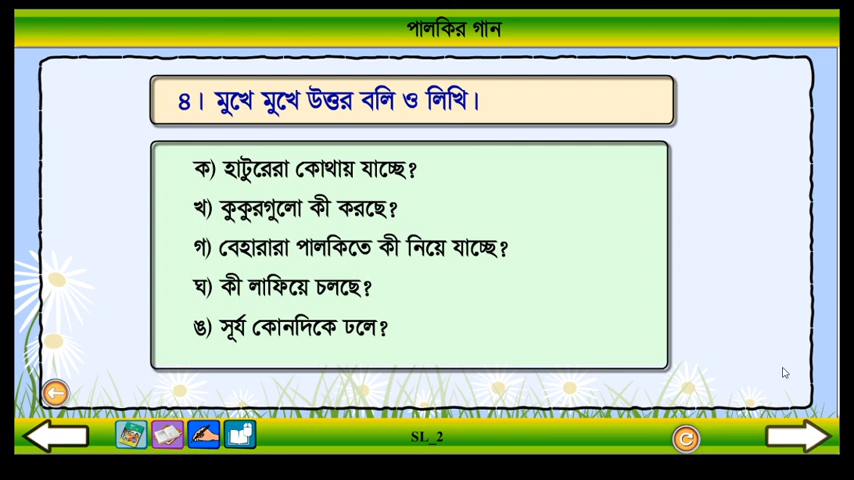 পালকির গান
৪। মুখে মুখে উত্তর বলি ও লিখি।
ক) হাটুরেরা কোথায় যাচ্ছে?
খ) কুকুরগুলো কী করছে?
গ) বেহারারা পালকিতে কী নিয়ে যাচ্ছে?
ঘ) কী লাফিয়ে চলছে?
ঙ) সূর্য কোনদিকে ঢলে?
SL_2